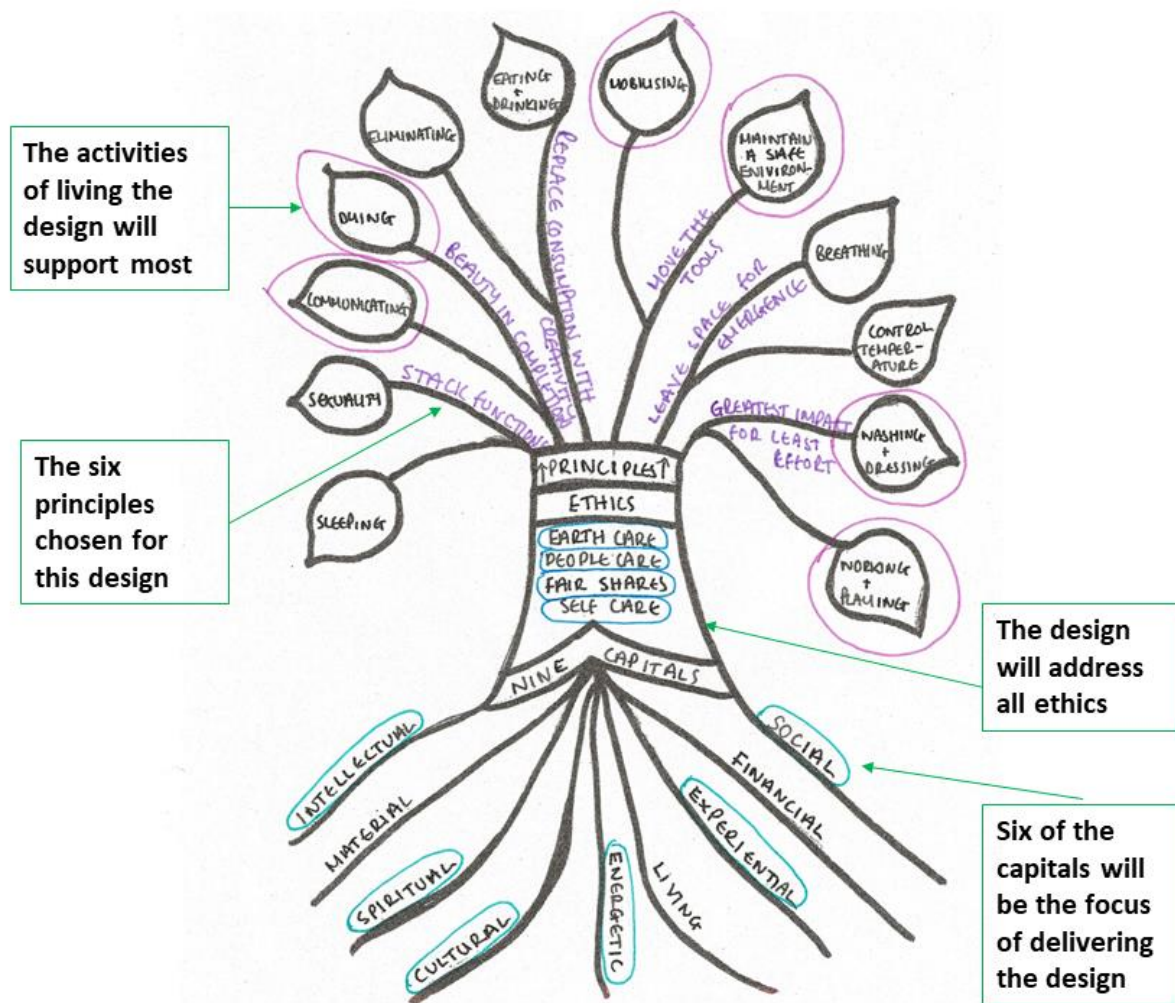 EATING
+
DRINKING
MOBILISING
ELIMINATING
MAINTAIN
A SAFE
ENVIRON-
MENT
The activities
of living the
design will
support most
DYING
BREATHING
COMMUNICATING
CONTROL
TEMPER-
ATURE
SEXUALITY
WASHING
+
DRESSING
SLEEPING
WORKING
+
PLAYING
STACK FUNCTIONS
BEAUTY IN COMPLETION
REPLACE CONSUMPTION WITH
CREATIVITY
MOVE THE
TOOLS
LEAVE SPACE FOR
EMERGENCE
GREATEST IMPACT
FOR LEAST
EFFORT
The six
principles
chosen for
this design
↑PRINCIPLES↑
ETHICS
EARTH CARE
PEOPLE CARE
FAIR SHARES
SELF CARE
The design
will address
all ethics
NINE CAPITALS
INTELLECTUAL
MATERIAL
SPIRITUAL
CULTURAL
ENERGETIC
LIVING
EXPERIENTIAL
FINANCIAL
SOCIAL
Six of the
capitals will
be the focus
of delivering
the design